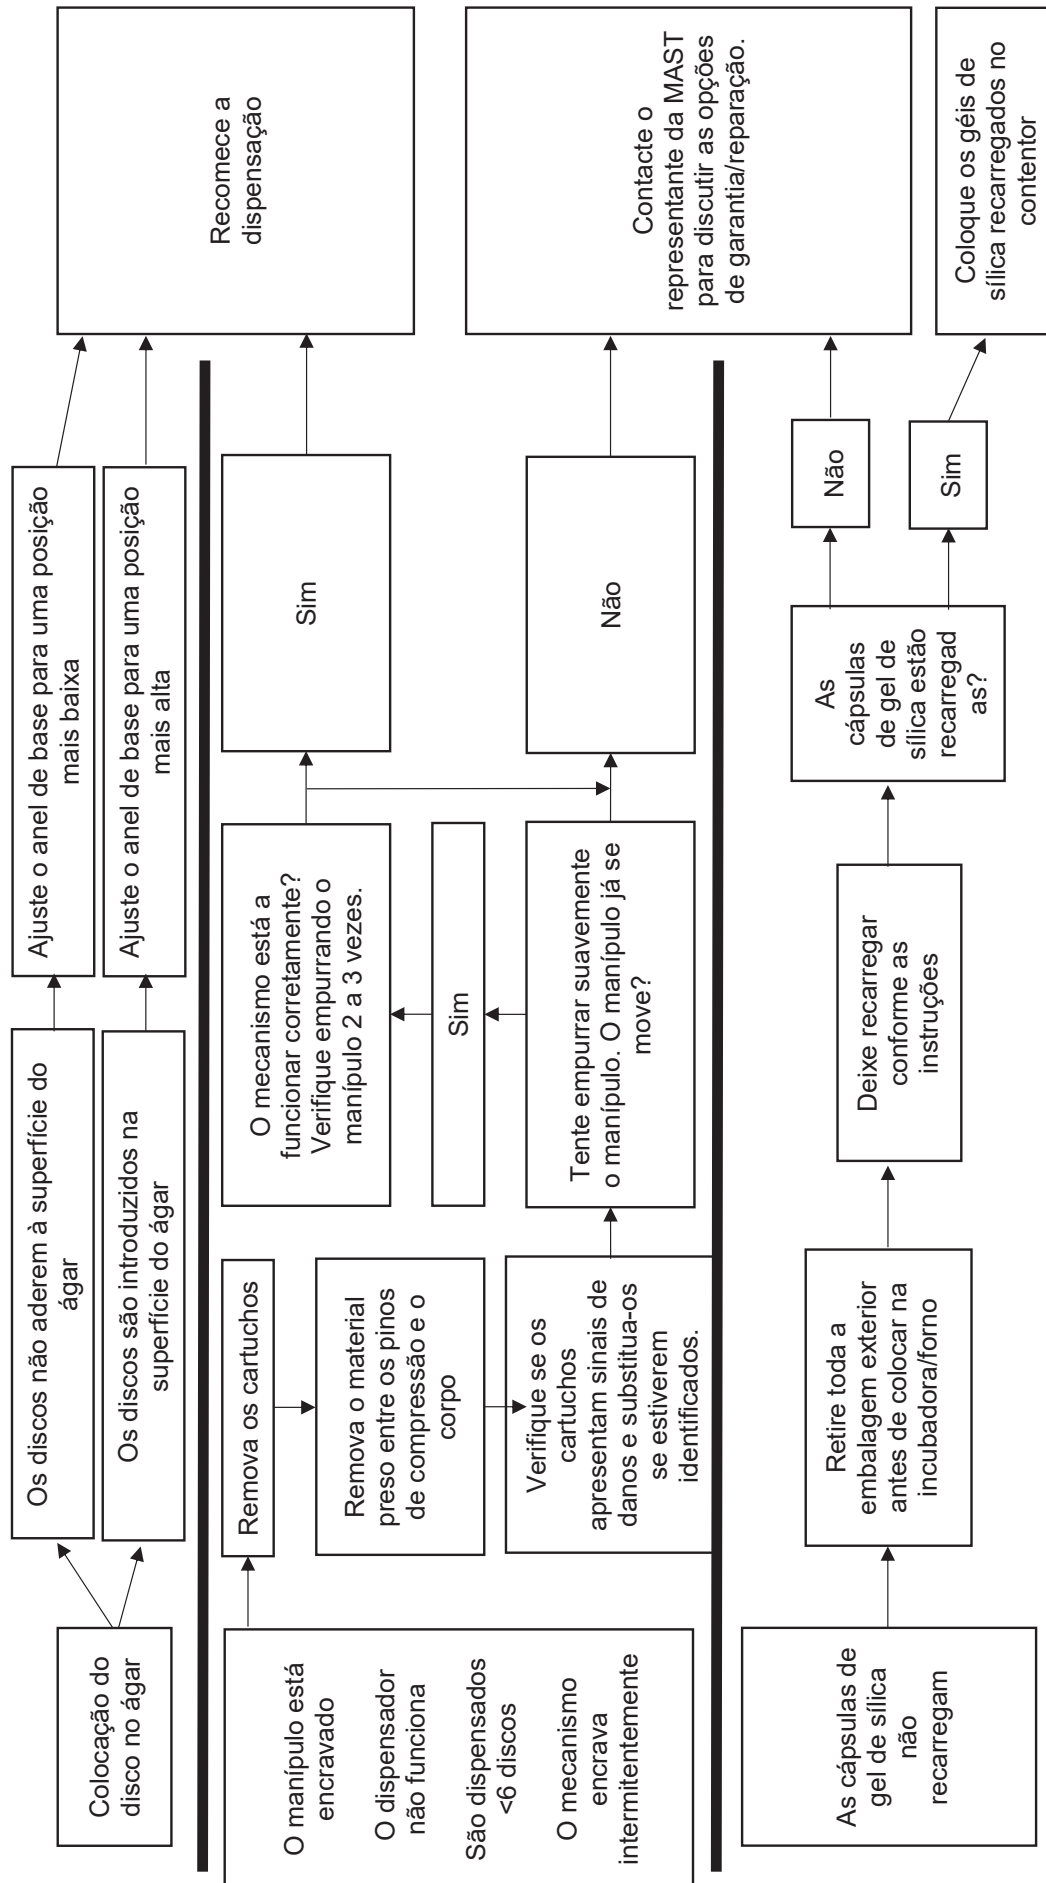 Colocação do
disco no ágar
Os discos não aderem à superfície do
ágar
Ajuste o anel de base para uma posição
mais baixa
Os discos são introduzidos na
superfície do ágar
Ajuste o anel de base para uma posição
mais alta
Recomece a
dispensação
O manípulo está
encravado
O dispensador
não funciona
São dispensados
<6 discos
O mecanismo
encrava
intermitentemente
Remova os cartuchos
Remova o material
preso entre os pinos
de compressão e o
corpo
Verifique se os
cartuchos
apresentam sinais de
danos e substitua-os
se estiverem
identificados.
Tente empurrar suavemente
o manípulo. O manípulo já se
move?
Sim
O mecanismo está a
funcionar corretamente?
Verifique empurrando o
manípulo 2 a 3 vezes.
Sim
Não
Contacte o
representante da MAST
para discutir as opções
de garantia/reparação.
As cápsulas de
gel de sílica
não
recarregam
Retire toda a
embalagem exterior
antes de colocar na
incubadora/forno
Deixe recarregar
conforme as
instruções
As
cápsulas
de gel de
sílica estão
recarregad
as?
Não
Sim
Coloque os géis de
sílica recarregados no
contentor